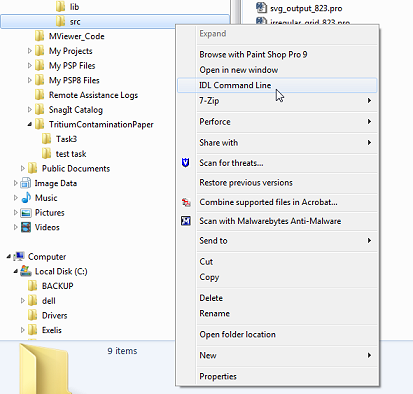 lib
src
MViewer_Code
My Projects
My PSP Files
My PSP8 Files
Remote Assistance Logs
SnagIt Catalog
TritiumContaminationPaper
Task3
test task
Public Documents
Image Data
Music
Pictures
Videos
Computer
Local Disk (C:)
BACKUP
dell
Drivers
Exelis
9 items
svg_output_823.pro
irregular_grid_823.pro
Expand
Browse with Paint Shop Pro 9
Open in new window
IDL Command Line
7-Zip
Perforce
Share with
Scan for threats...
Restore previous versions
Combine supported files in Acrobat...
Scan with Malwarebytes Anti-Malware
Send to
Cut
Copy
Delete
Rename
Open folder location
New
Properties